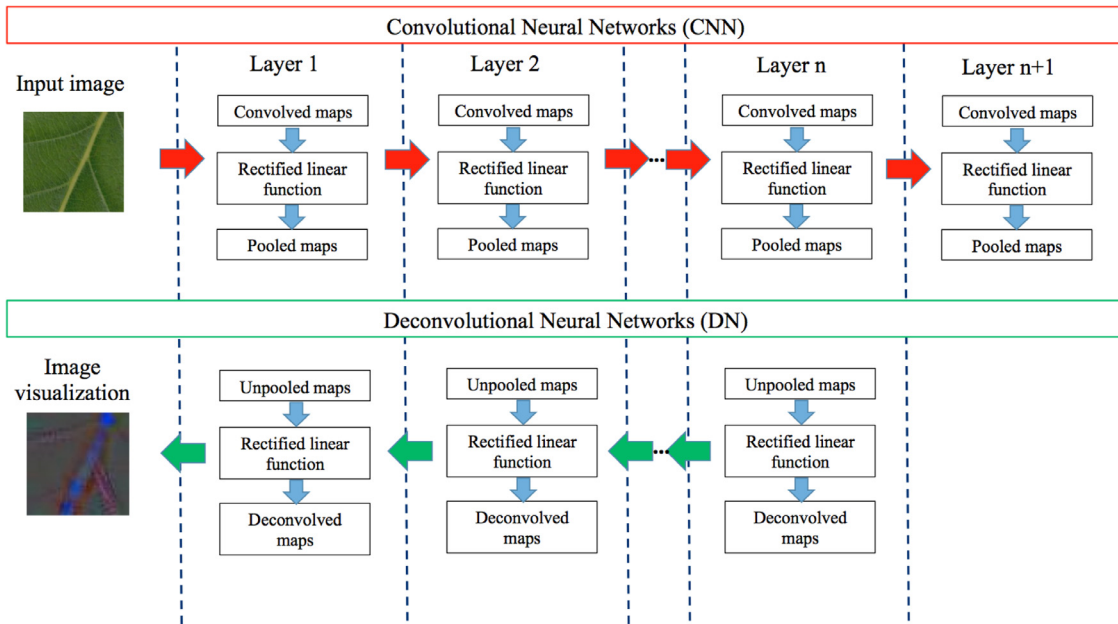 Convolutional Neural Networks (CNN)
Input image
Layer 1
Layer 2
Layer n
Layer n+1
Convolved maps
Convolved maps
Convolved maps
Convolved maps
Rectified linear
function
Rectified linear
function
...
Rectified linear
function
Rectified linear
function
Pooled maps
Pooled maps
Pooled maps
Pooled maps
Deconvolutional Neural Networks (DN)
Image
visualization
Unpooled maps
Unpooled maps
Unpooled maps
Rectified linear
function
Rectified linear
function
...
Rectified linear
function
Deconvolved
maps
Deconvolved
maps
Deconvolved
maps